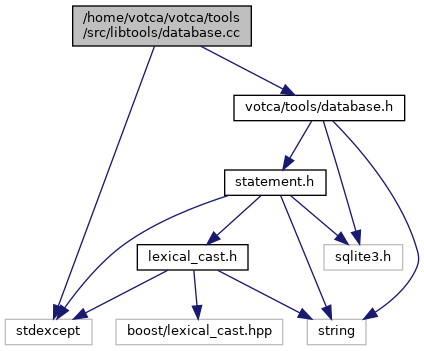 /home/votca/votca/tools
/src/libtools/database.cc
votca/tools/database.h
statement.h
lexical_cast.h
sqlite3.h
stdexcept
boost/lexical_cast.hpp
string